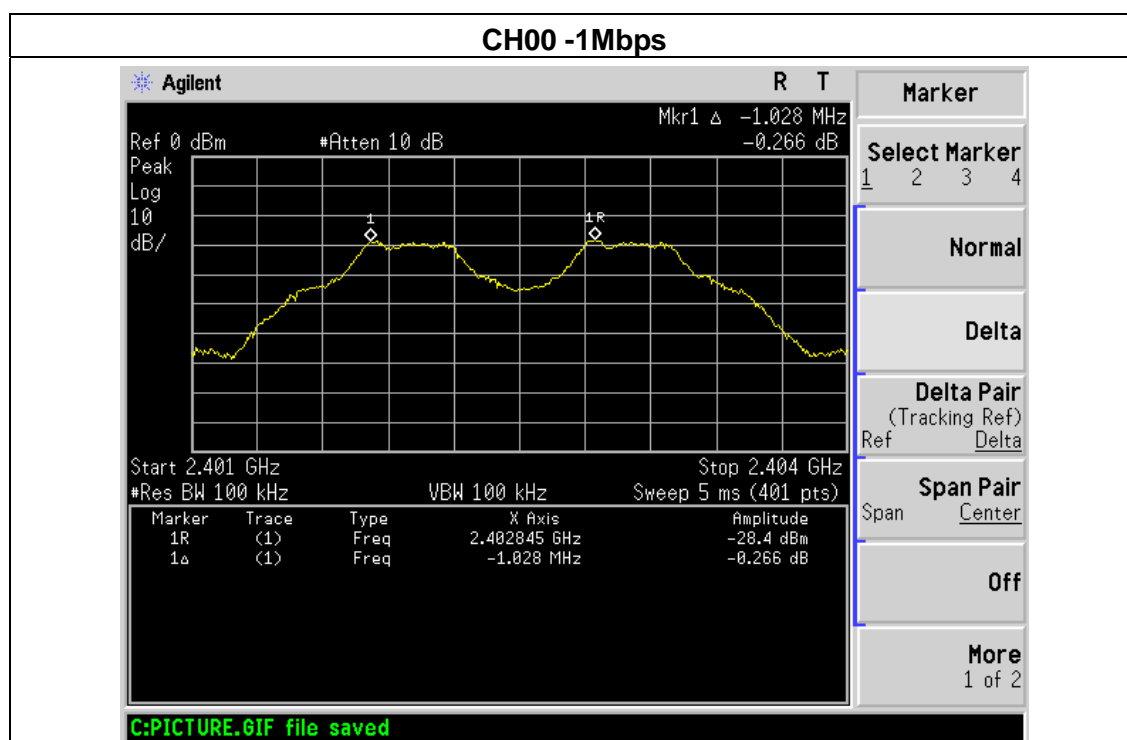 CH00 -1Mbps
Agilent R T
Mkr1 Δ -1.028 MHz
Ref 0 dBm #Atten 10 dB -0.266 dB
Peak
Log
10
dB/
1
1R
Start 2.401 GHz Stop 2.404 GHz
#Res BW 100 kHz VBW 100 kHz Sweep 5 ms (401 pts)
Marker Trace Type X Axis Amplitude
1R (1) Freq 2.402845 GHz -28.4 dBm
1Δ (1) Freq -1.028 MHz -0.266 dB
C:PICTURE.GIF file saved
Marker
Select Marker
1 2 3 4
Normal
Delta
Delta Pair
(Tracking Ref)
Ref Delta
Span Pair
Span Center
Off
More
1 of 2